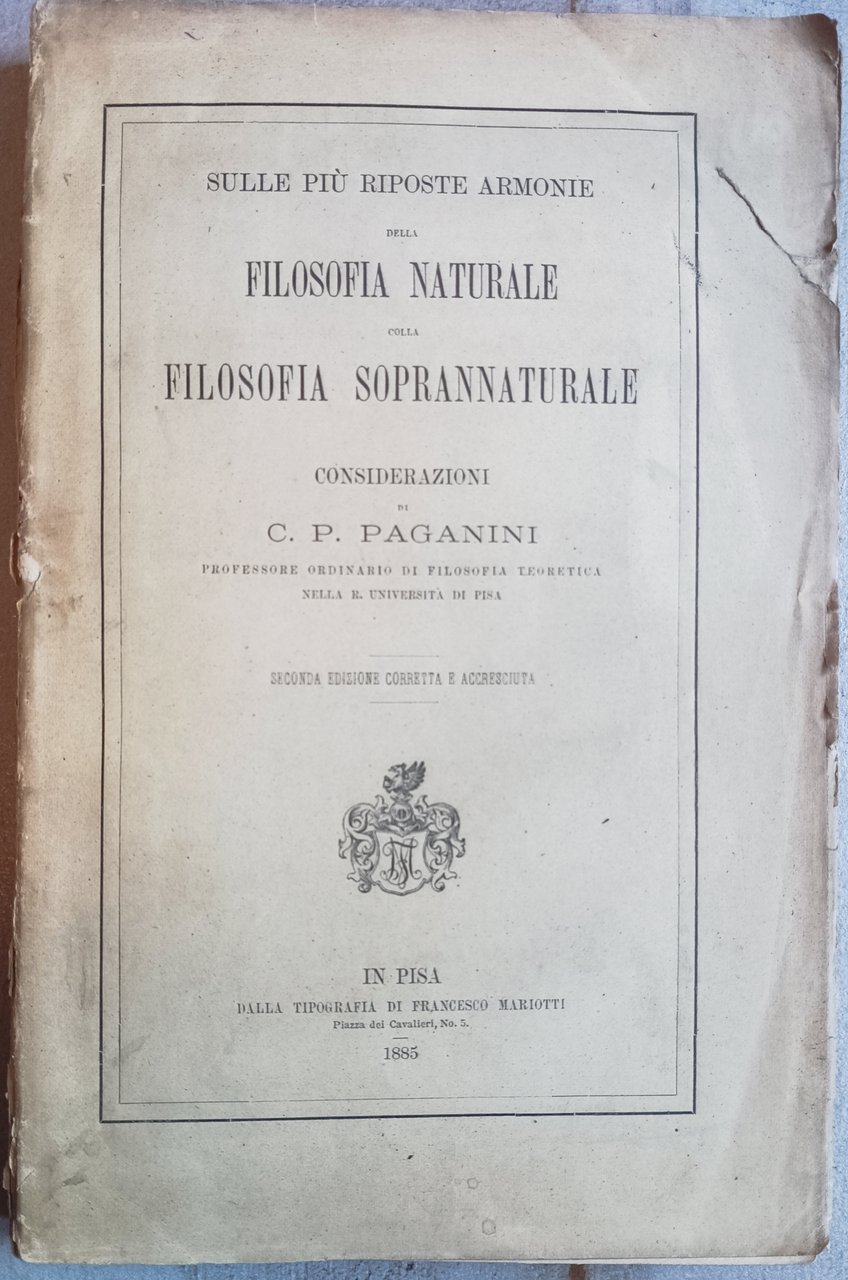 SULLE PIÙ RIPOSTE ARMONIE
DELLA
FILOSOFIA NATURALE
COLLA
FILOSOFIA SOPRANNATURALE
CONSIDERAZIONI
DI
C. P. PAGANINI
PROFESSORE ORDINARIO DI FILOSOFIA TEORETICA
NELLA R. UNIVERSITÀ DI PISA
SECONDA EDIZIONE CORRETTA E ACCRESCIUTA
IN PISA
DALLA TIPOGRAFIA DI FRANCESCO MARIOTTI
Piazza dei Cavalieri, No. 5.
1885